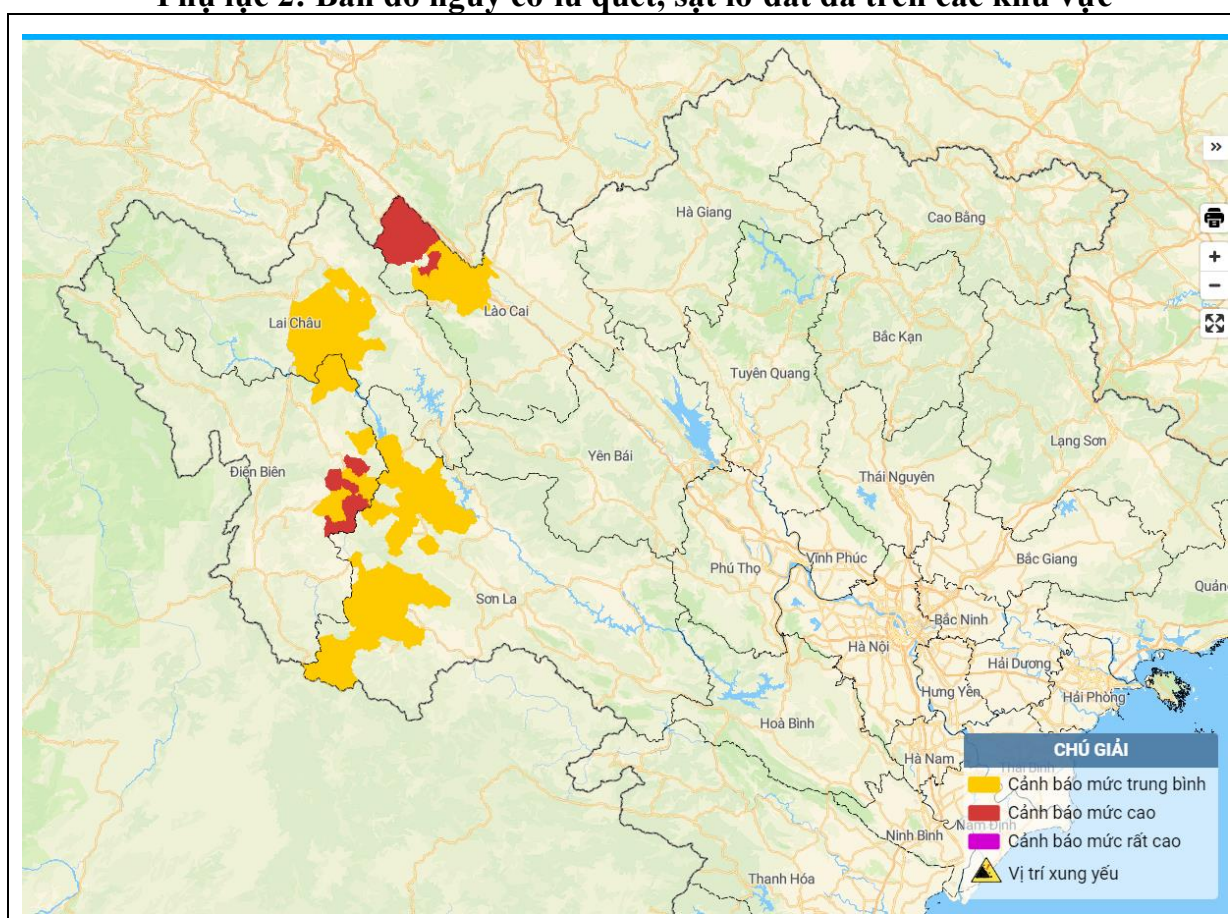 Phụ lục 2: Bản đồ nguy cơ lũ quét, sạt lở đất đá trên các khu vực
»
Hà Giang
Cao Bằng
+
−
Lai Châu
Lào Cai
Bắc Kạn
Tuyên Quang
Lạng Sơn
Điện Biên
Yên Bái
Thái Nguyên
Phú Thọ
Vĩnh Phúc
Bắc Giang
Quảng
Sơn La
Bắc Ninh
Hà Nội
Hải Dương
Hưng Yên
Hải Phòng
Hoà Bình
CHÚ GIẢI
Hà Nam
Thái Bình
Cảnh báo mức trung bình
Cảnh báo mức cao
Nam Định
Ninh Bình
Cảnh báo mức rất cao
Thanh Hóa
Vị trí xung yếu